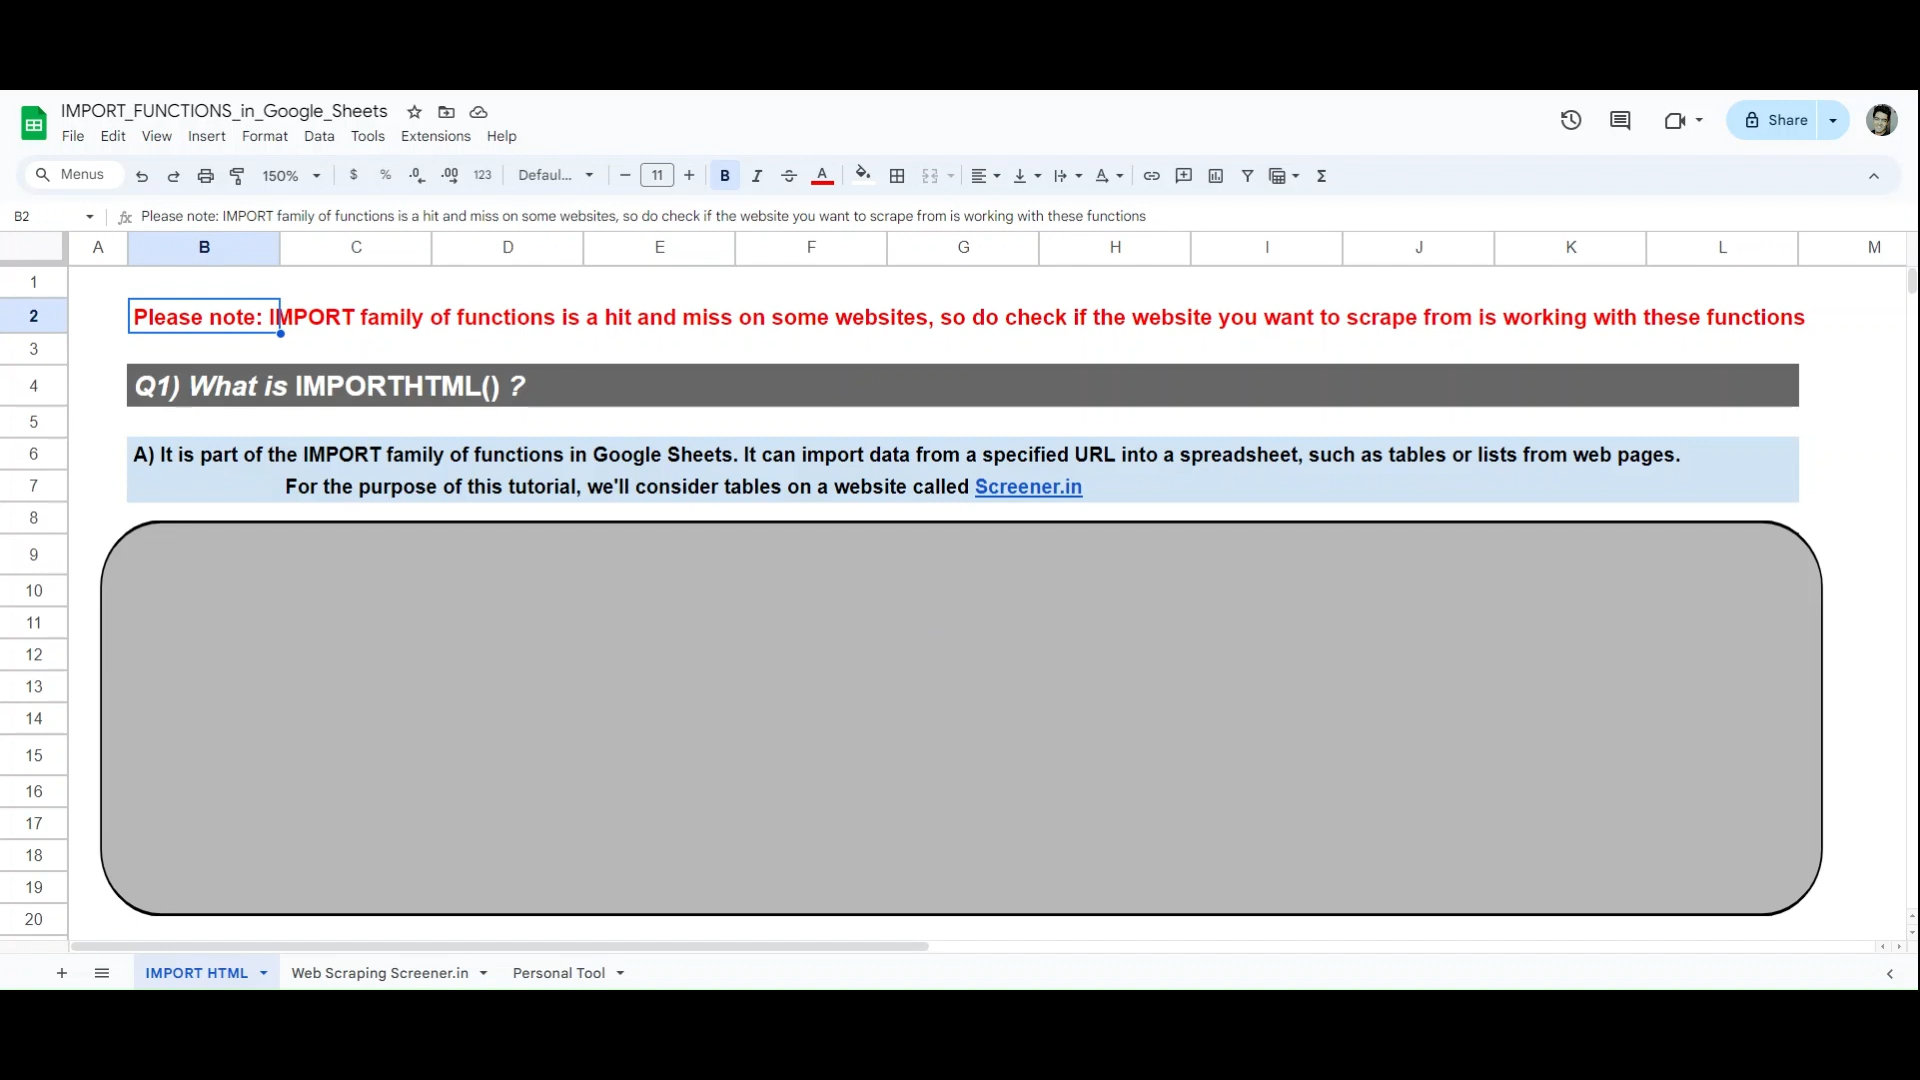 IMPORT_FUNCTIONS_in_Google_Sheets
File Edit View Insert Format Data Tools Extensions Help
Share
Menus 150% $ % .0 .00 123 Defaul... 11 B I A Σ
B2 fx Please note: IMPORT family of functions is a hit and miss on some websites, so do check if the website you want to scrape from is working with these functions
A B C D E F G H I J K L M
1
2 Please note: IMPORT family of functions is a hit and miss on some websites, so do check if the website you want to scrape from is working with these functions
3
4 Q1) What is IMPORTHTML() ?
5
6 A) It is part of the IMPORT family of functions in Google Sheets. It can import data from a specified URL into a spreadsheet, such as tables or lists from web pages.
7 For the purpose of this tutorial, we'll consider tables on a website called Screener.in
8
9
10
11
12
13
14
15
16
17
18
19
20
IMPORT HTML Web Scraping Screener.in Personal Tool